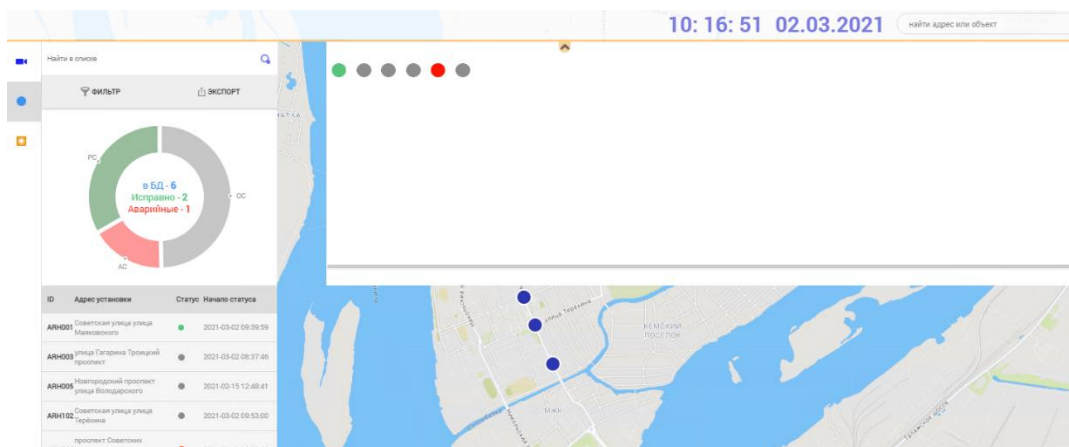 10: 16: 51 02.03.2021
найти адрес или объект
Найти в списке
ФИЛЬТР
ЭКСПОРТ
РС
в БД - 6
Исправно - 2
Аварийные - 1
ОС
АС
ID Адрес установки Статус Начало статуса
ARH001 Советская улица улица Маяковского 2021-03-02 09:39:59
ARH003 улица Гагарина Троицкий проспект 2021-03-02 08:37:46
ARH005 Новгородский проспект улица Володарского 2021-02-15 12:48:41
ARH102 Советская улица улица Терёхина 2021-03-02 09:53:00
проспект Советских
улица Терёхина
КЕМСКИЙ
ПОСЕЛОК
МЖК